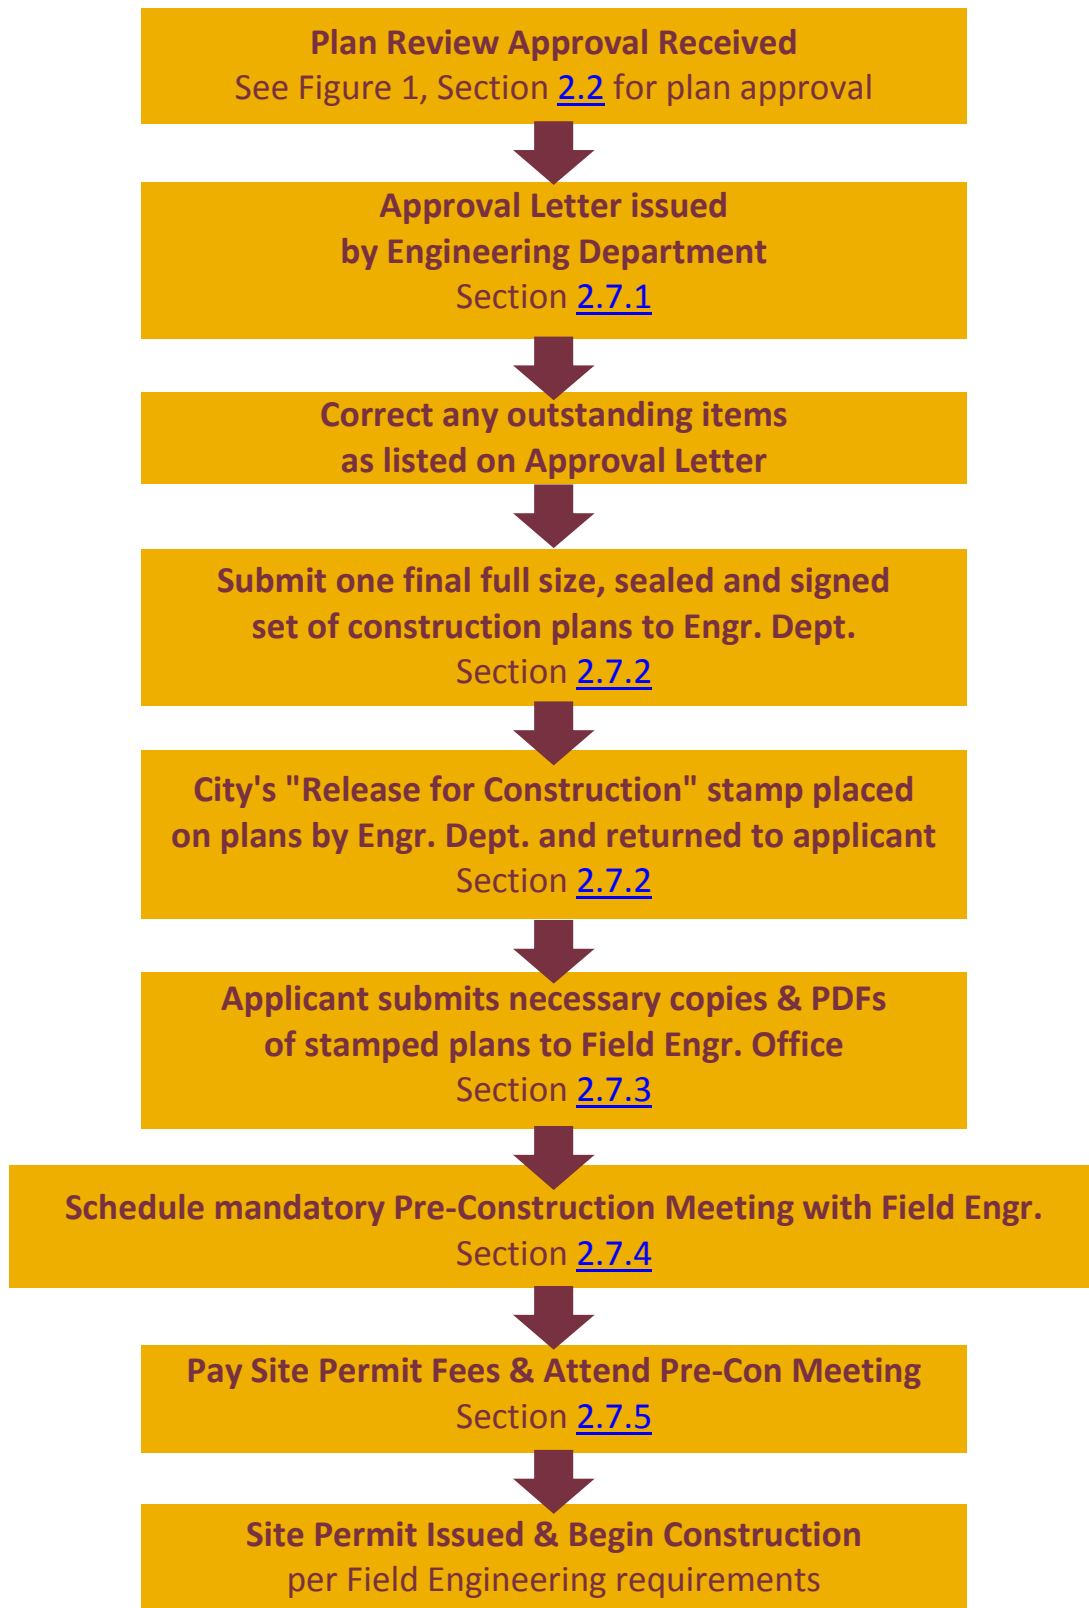 Plan Review Approval Received
See Figure 1, Section 2.2 for plan approval
Approval Letter issued
by Engineering Department
Section 2.7.1
Correct any outstanding items
as listed on Approval Letter
Submit one final full size, sealed and signed
set of construction plans to Engr. Dept.
Section 2.7.2
City's "Release for Construction" stamp placed
on plans by Engr. Dept. and returned to applicant
Section 2.7.2
Applicant submits necessary copies & PDFs
of stamped plans to Field Engr. Office
Section 2.7.3
Schedule mandatory Pre-Construction Meeting with Field Engr.
Section 2.7.4
Pay Site Permit Fees & Attend Pre-Con Meeting
Section 2.7.5
Site Permit Issued & Begin Construction
per Field Engineering requirements